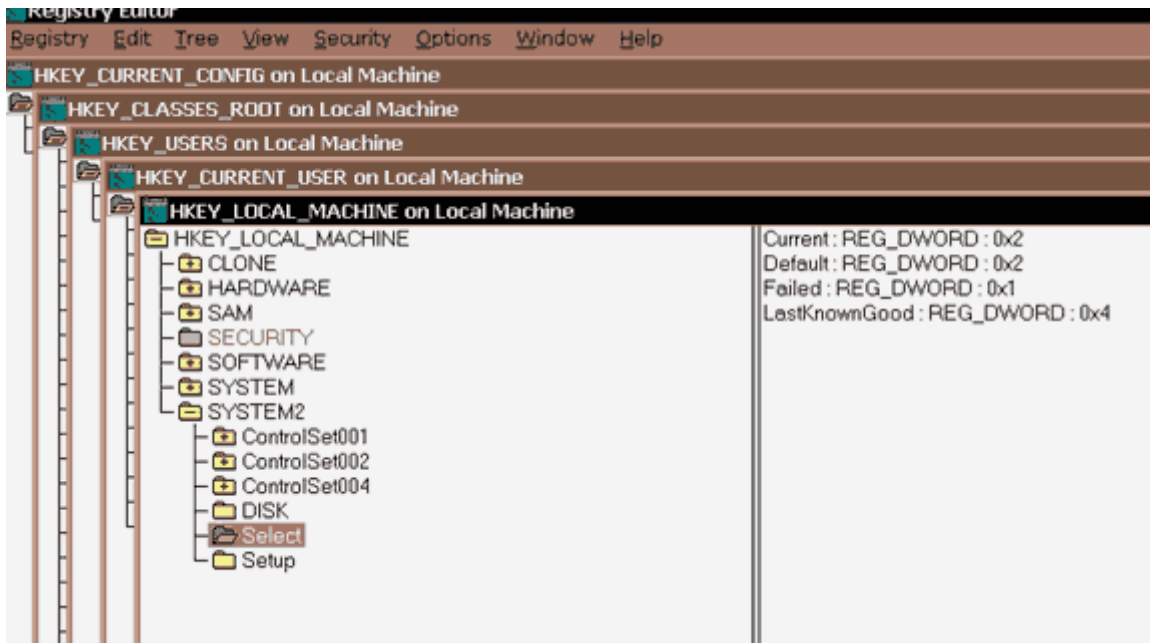 Registry Editor
Registry Edit Tree View Security Options Window Help
HKEY_CURRENT_CONFIG on Local Machine
HKEY_CLASSES_ROOT on Local Machine
HKEY_USERS on Local Machine
HKEY_CURRENT_USER on Local Machine
HKEY_LOCAL_MACHINE on Local Machine
HKEY_LOCAL_MACHINE
CLONE
HARDWARE
SAM
SECURITY
SOFTWARE
SYSTEM
SYSTEM2
ControlSet001
ControlSet002
ControlSet004
DISK
Select
Setup
Current : REG_DWORD : 0x2
Default : REG_DWORD : 0x2
Failed : REG_DWORD : 0x1
LastKnownGood : REG_DWORD : 0x4